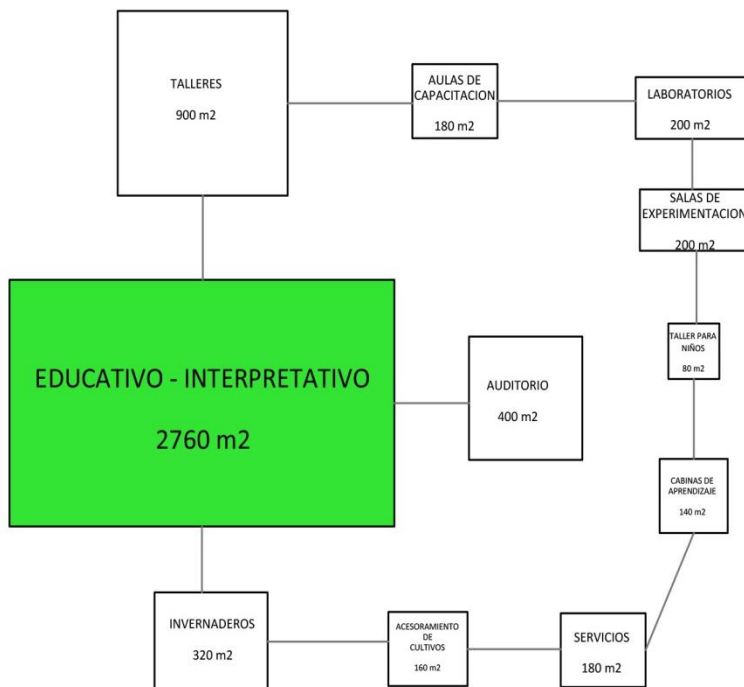 TALLERES
900 m2
AULAS DE
CAPACITACION
180 m2
LABORATORIOS
200 m2
SALAS DE
EXPERIMENTACION
200 m2
EDUCATIVO - INTERPRETATIVO
2760 m2
AUDITORIO
400 m2
TALLER PARA
NIÑOS
80 m2
CABINAS DE
APRENDIZAJE
140 m2
INVERNADEROS
320 m2
ACESORAMIENTO
DE
CULTIVOS
160 m2
SERVICIOS
180 m2